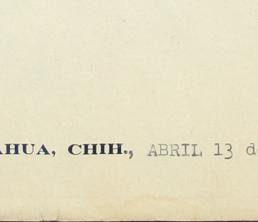 AHUA, CHIH., ABRIL 13 d